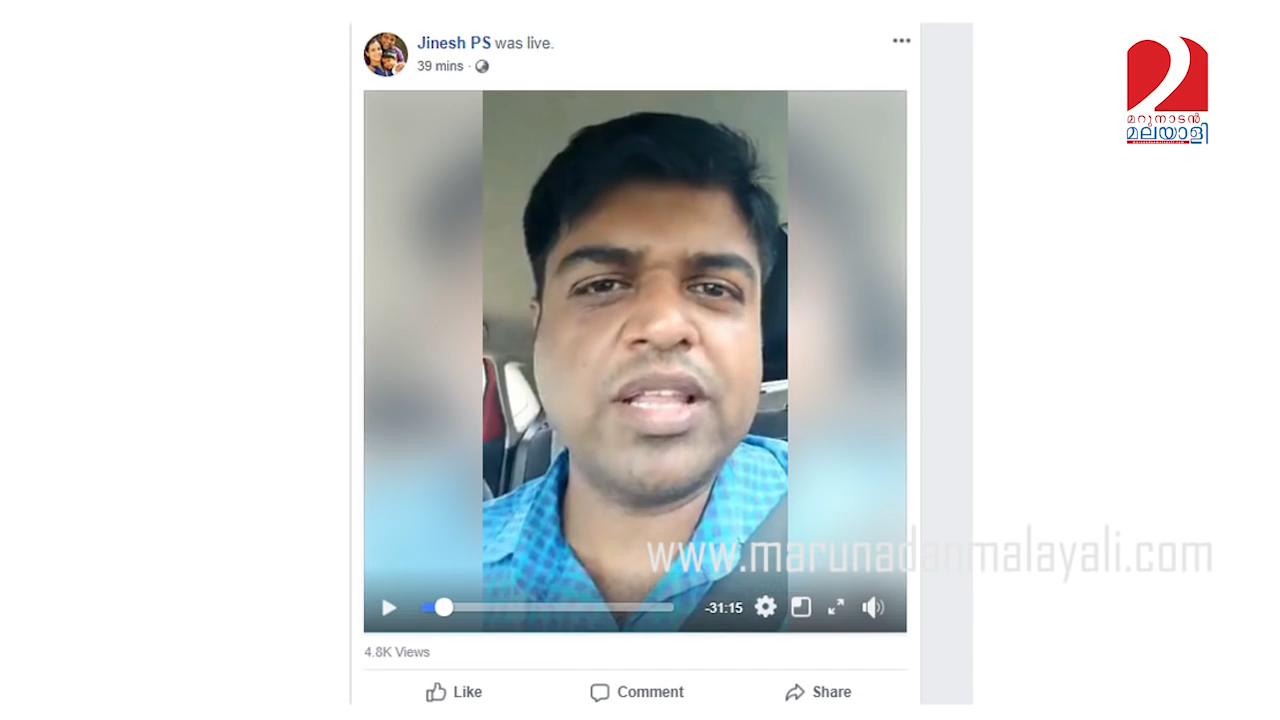 Jinesh PS was live.
39 mins ·
മറുനാടൻ
മലയാളി
-31:15
www.marunadanmalayali.com
4.8K Views
Like
Comment
Share